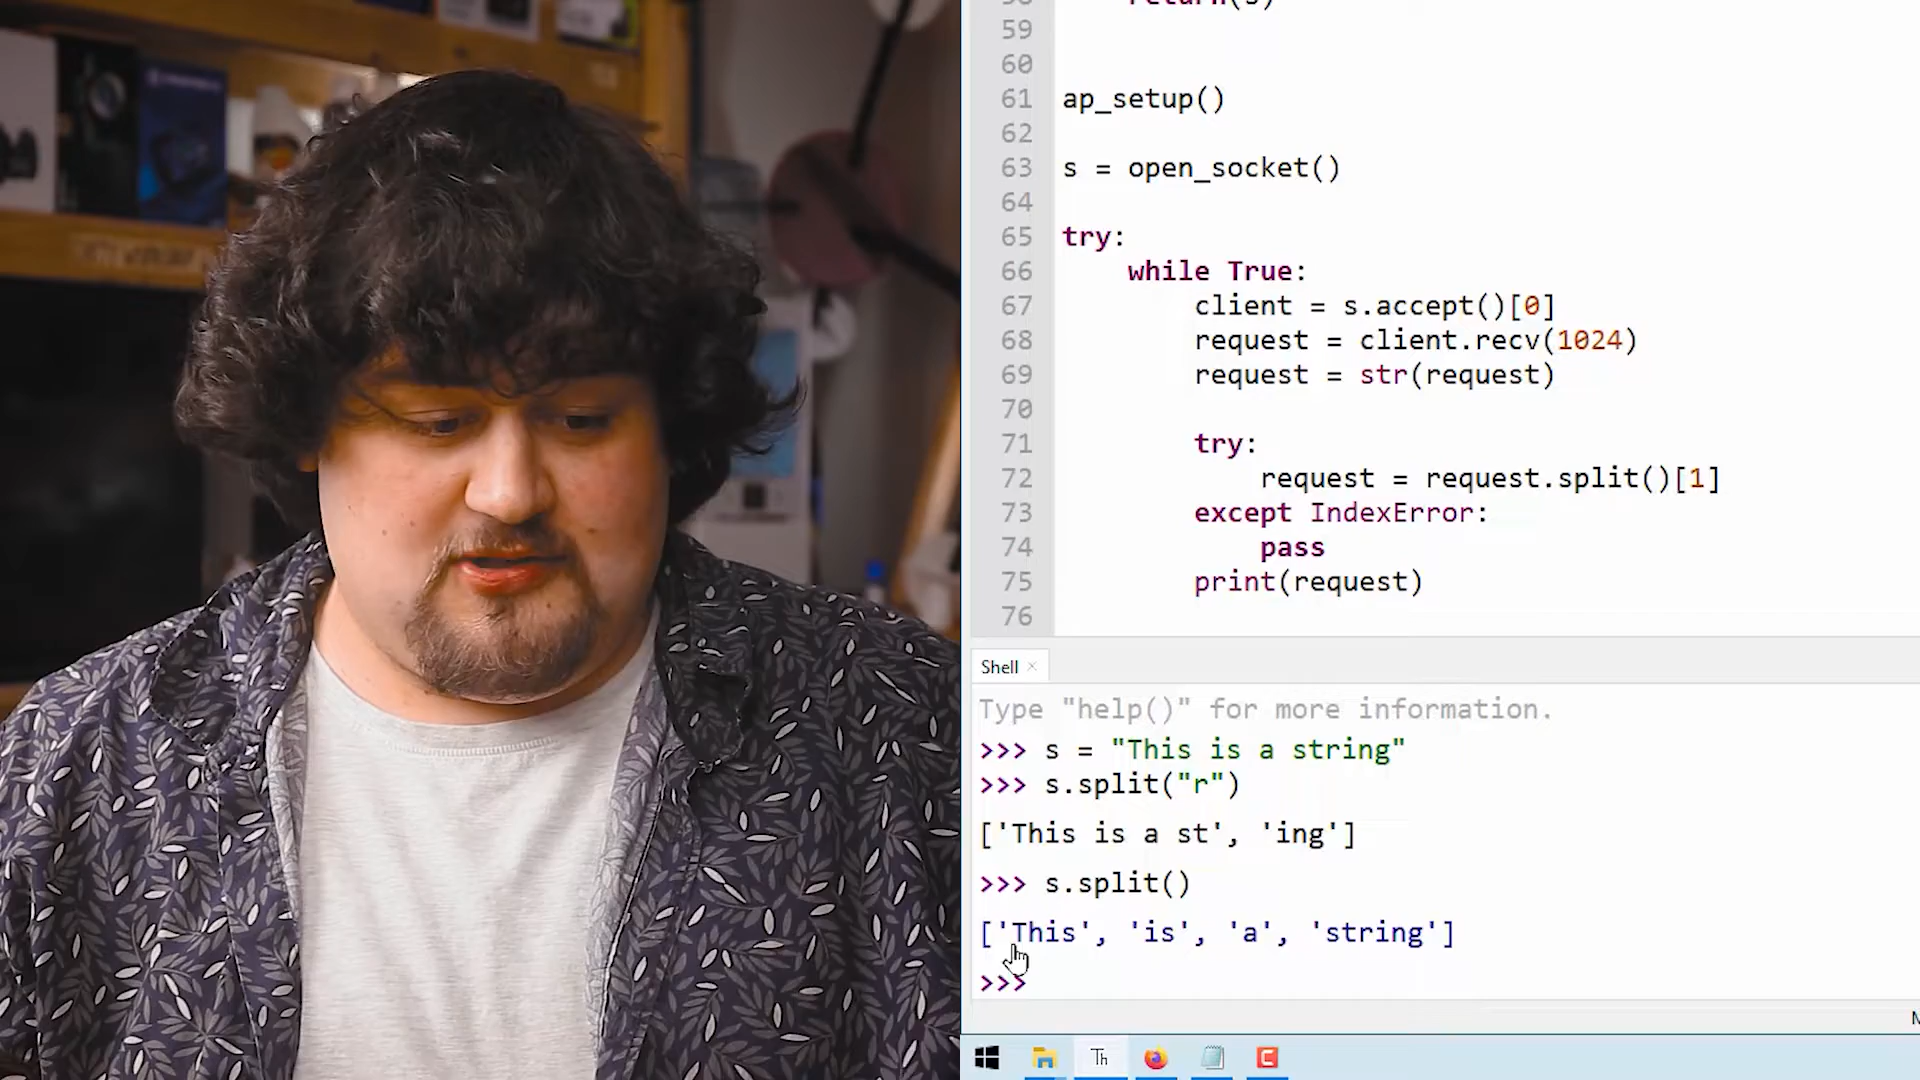 58 return(s)
59
60
61 ap_setup()
62
63 s = open_socket()
64
65 try:
66 while True:
67 client = s.accept()[0]
68 request = client.recv(1024)
69 request = str(request)
70
71 try:
72 request = request.split()[1]
73 except IndexError:
74 pass
75 print(request)
76
Shell ×
Type "help()" for more information.
>>> s = "This is a string"
>>> s.split("r")
['This is a st', 'ing']
>>> s.split()
['This', 'is', 'a', 'string']
>>>
Th